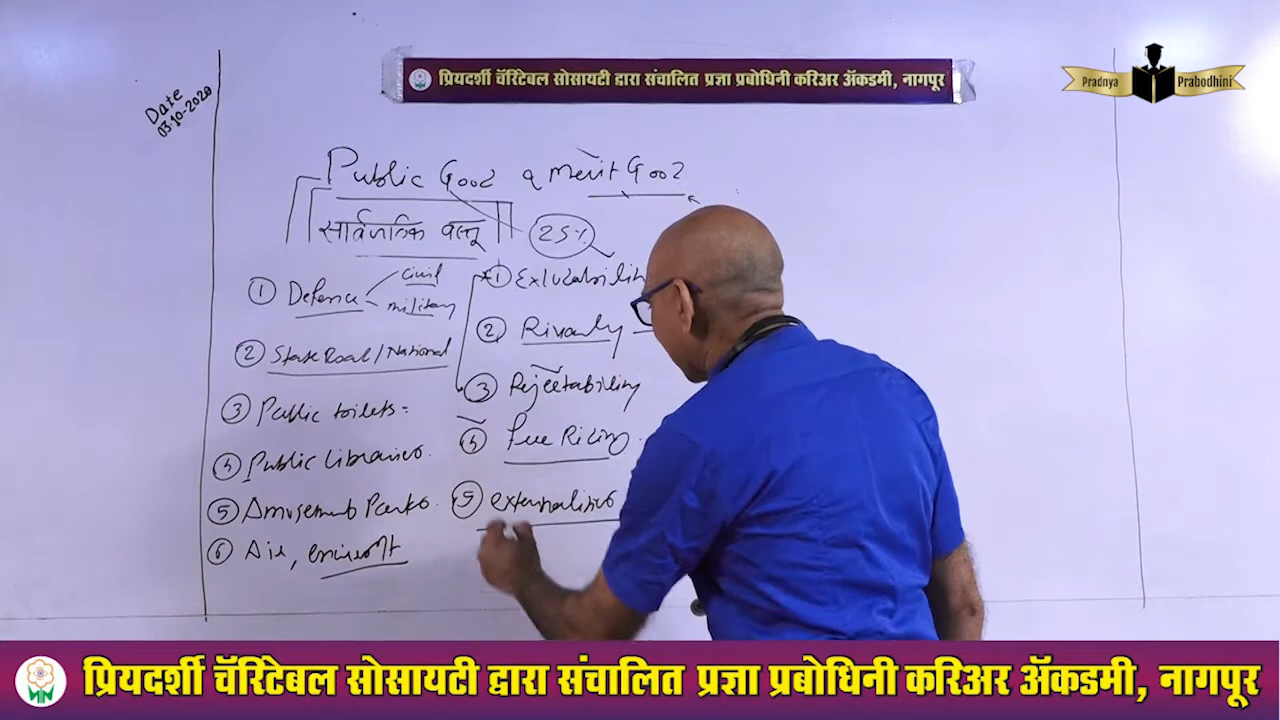 प्रियदर्शी चॅरिटेबल सोसायटी द्वारा संचालित प्रज्ञा प्रबोधिनी करिअर ॲकडमी, नागपूर
Pradnya Prabodhini
Date
03-10-2020
Public Good & Merit Good
सार्वजनिक वस्तू
25%
① Defence
civil
military
② State Road / National
③ Public toilets
④ Public Libraries
⑤ Amusement Parks
⑥ Air,
① Exludability
② Rivarly
③ Rejectability
④ Free Riding
⑤ externalities
प्रियदर्शी चॅरिटेबल सोसायटी द्वारा संचालित प्रज्ञा प्रबोधिनी करिअर ॲकडमी, नागपूर